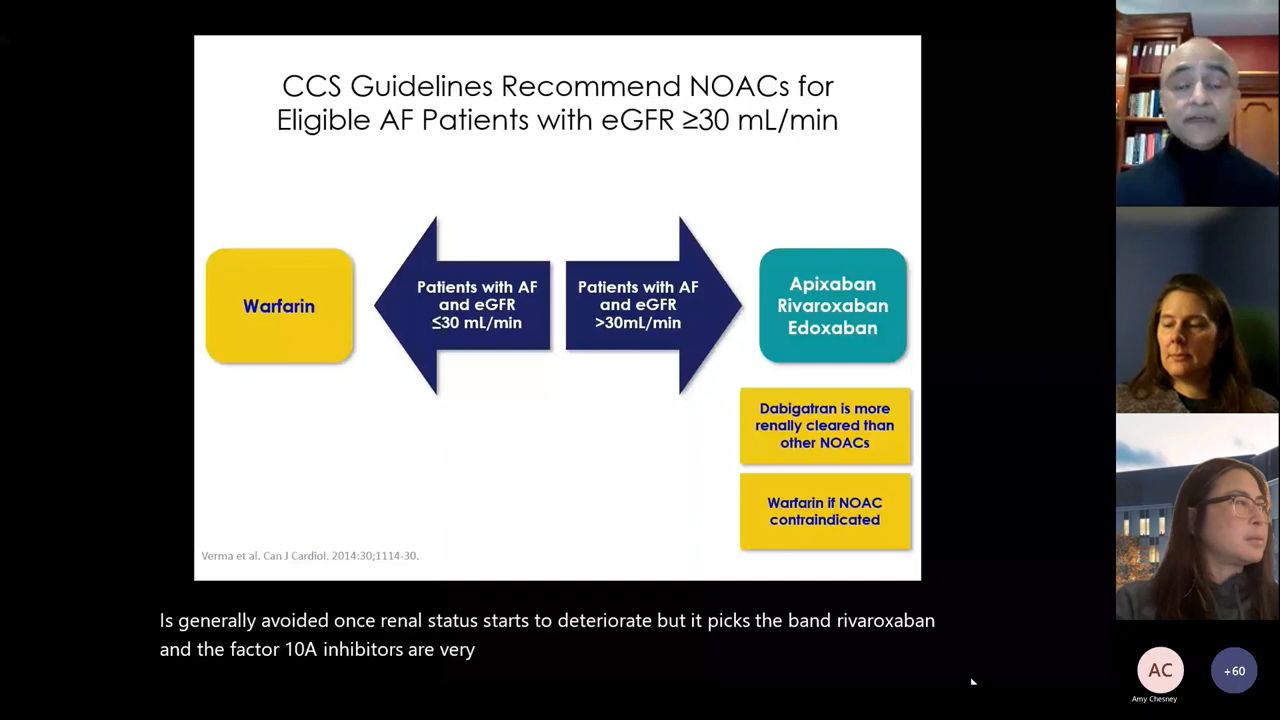 CCS Guidelines Recommend NOACs for
Eligible AF Patients with eGFR ≥30 mL/min
Warfarin
Patients with AF
and eGFR
≤30 mL/min
Patients with AF
and eGFR
>30mL/min
Apixaban
Rivaroxaban
Edoxaban
Dabigatran is more
renally cleared than
other NOACs
Warfarin if NOAC
contraindicated
Verma et al. Can J Cardiol. 2014:30;1114-30.
Is generally avoided once renal status starts to deteriorate but it picks the band rivaroxaban
and the factor 10A inhibitors are very
AC
+60
Amy Chesney